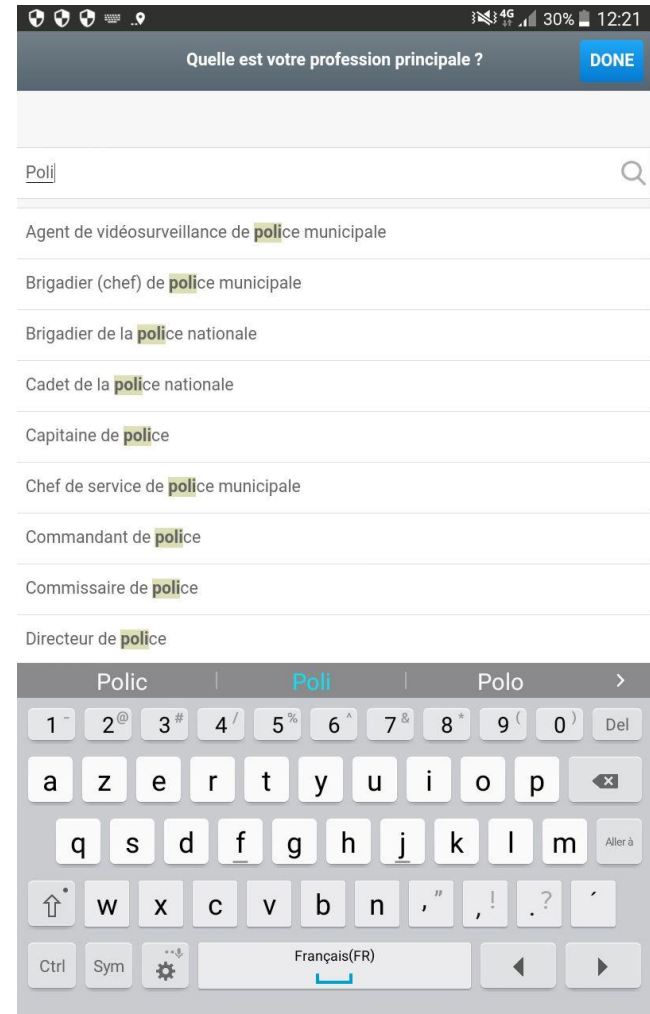 4G 30% 12:21
Quelle est votre profession principale ? DONE
Poli
Agent de vidéosurveillance de police municipale
Brigadier (chef) de police municipale
Brigadier de la police nationale
Cadet de la police nationale
Capitaine de police
Chef de service de police municipale
Commandant de police
Commissaire de police
Directeur de police
Polic Poli Polo >
1 - 2 @ 3 # 4 / 5 % 6 ^ 7 & 8 * 9 ( 0 ) Del
a z e r t y u i o p
q s d f g h j k l m Aller à
w x c v b n ' " , ! . ? ´
Ctrl Sym Français(FR)